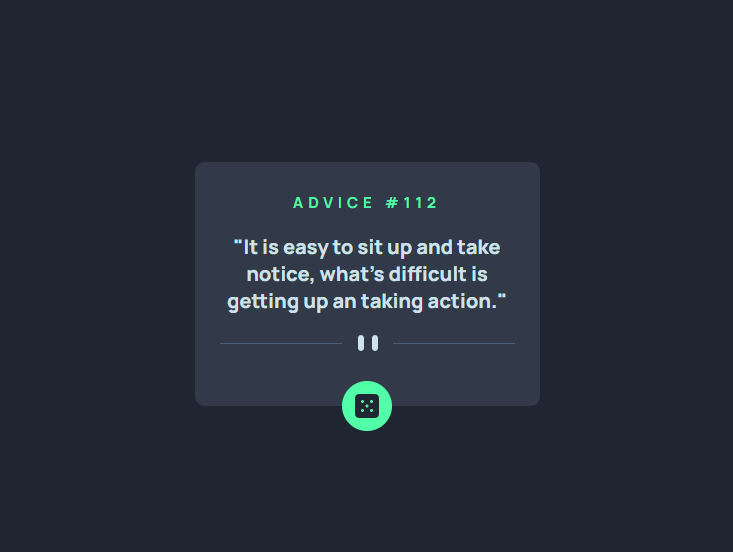 ADVICE #112
"It is easy to sit up and take
notice, what's difficult is
getting up an taking action."